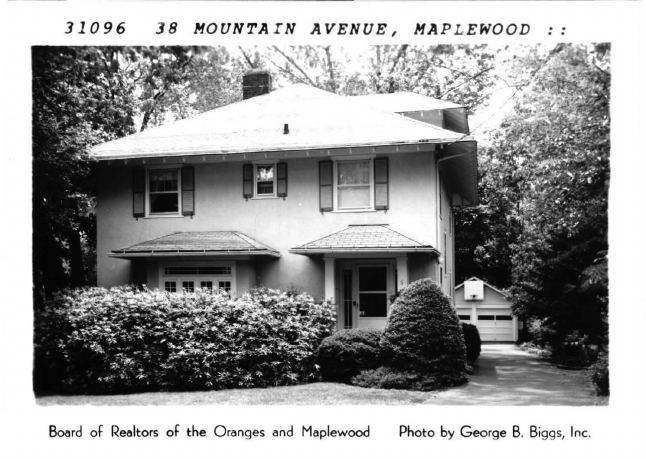 31096 38 MOUNTAIN AVENUE, MAPLEWOOD ::
Board of Realtors of the Oranges and Maplewood Photo by George B. Biggs, Inc.